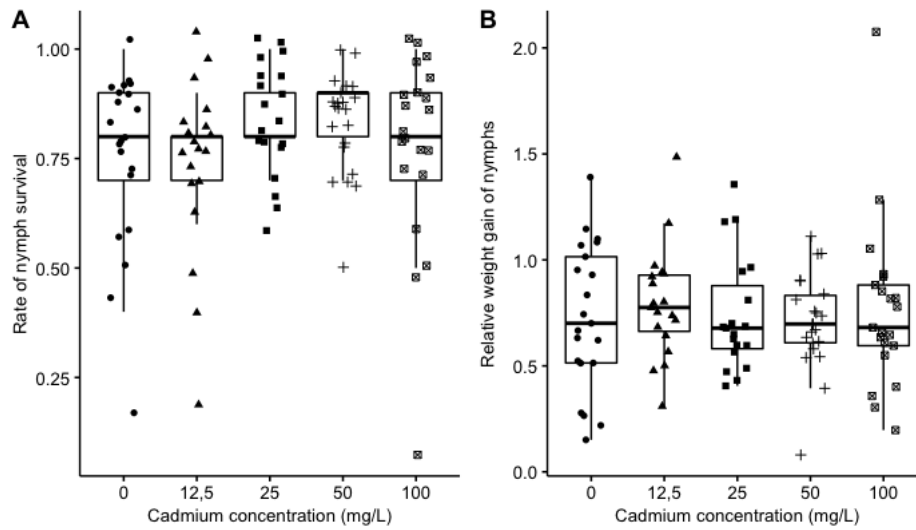 A
Rate of nymph survival
1.00
0.75
0.50
0.25
0 12,5 25 50 100
Cadmium concentration (mg/L)
B
Relative weight gain of nymphs
2.0
1.5
1.0
0.5
0.0
0 12,5 25 50 100
Cadmium concentration (mg/L)